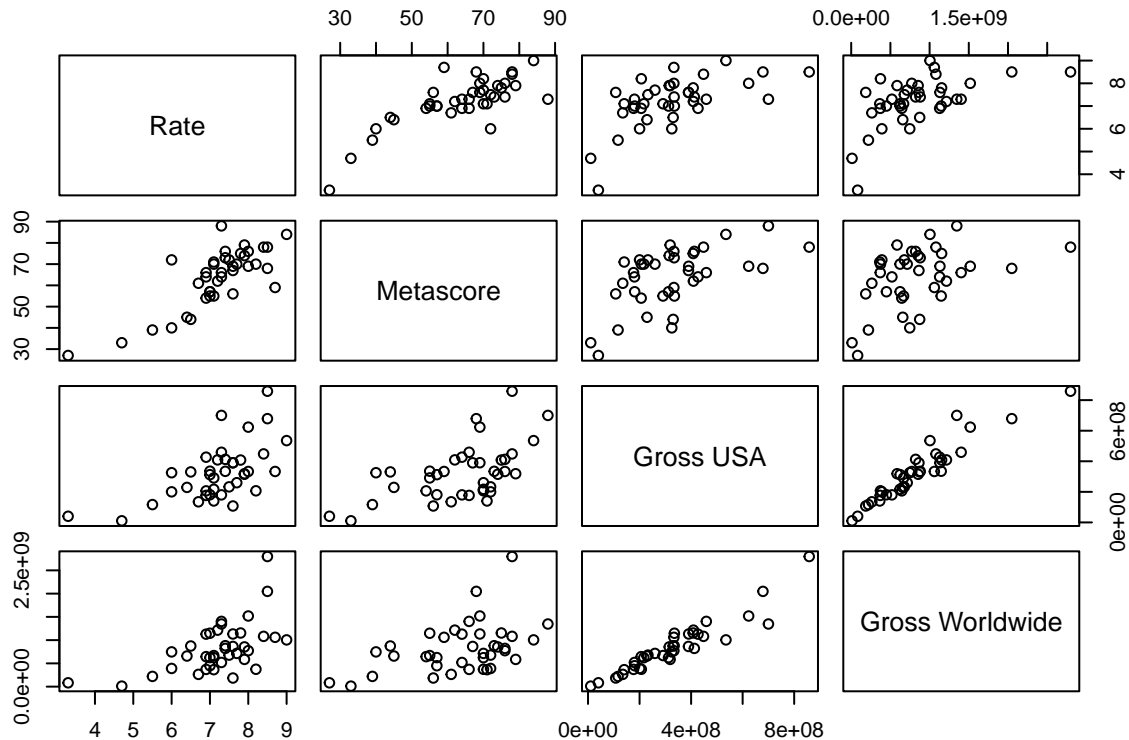 30 50 70 90 0.0e+00 1.5e+09
Rate
4 6 8
30 50 70 90
Metascore
Gross USA
0e+00 6e+08
0.0e+00 2.5e+09
Gross Worldwide
4 5 6 7 8 9 0e+00 4e+08 8e+08